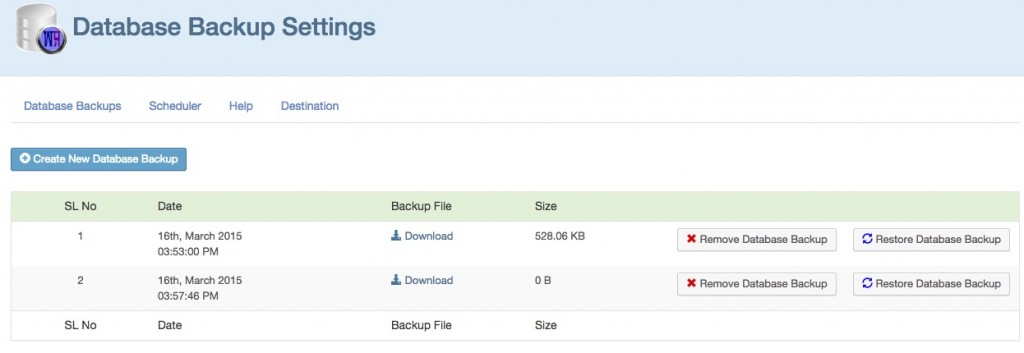 Database Backup Settings
Database Backups Scheduler Help Destination
Create New Database Backup
SL No Date Backup File Size
1 16th, March 2015 Download 528.06 KB Remove Database Backup Restore Database Backup
03:53:00 PM
2 16th, March 2015 Download 0 B Remove Database Backup Restore Database Backup
03:57:46 PM
SL No Date Backup File Size